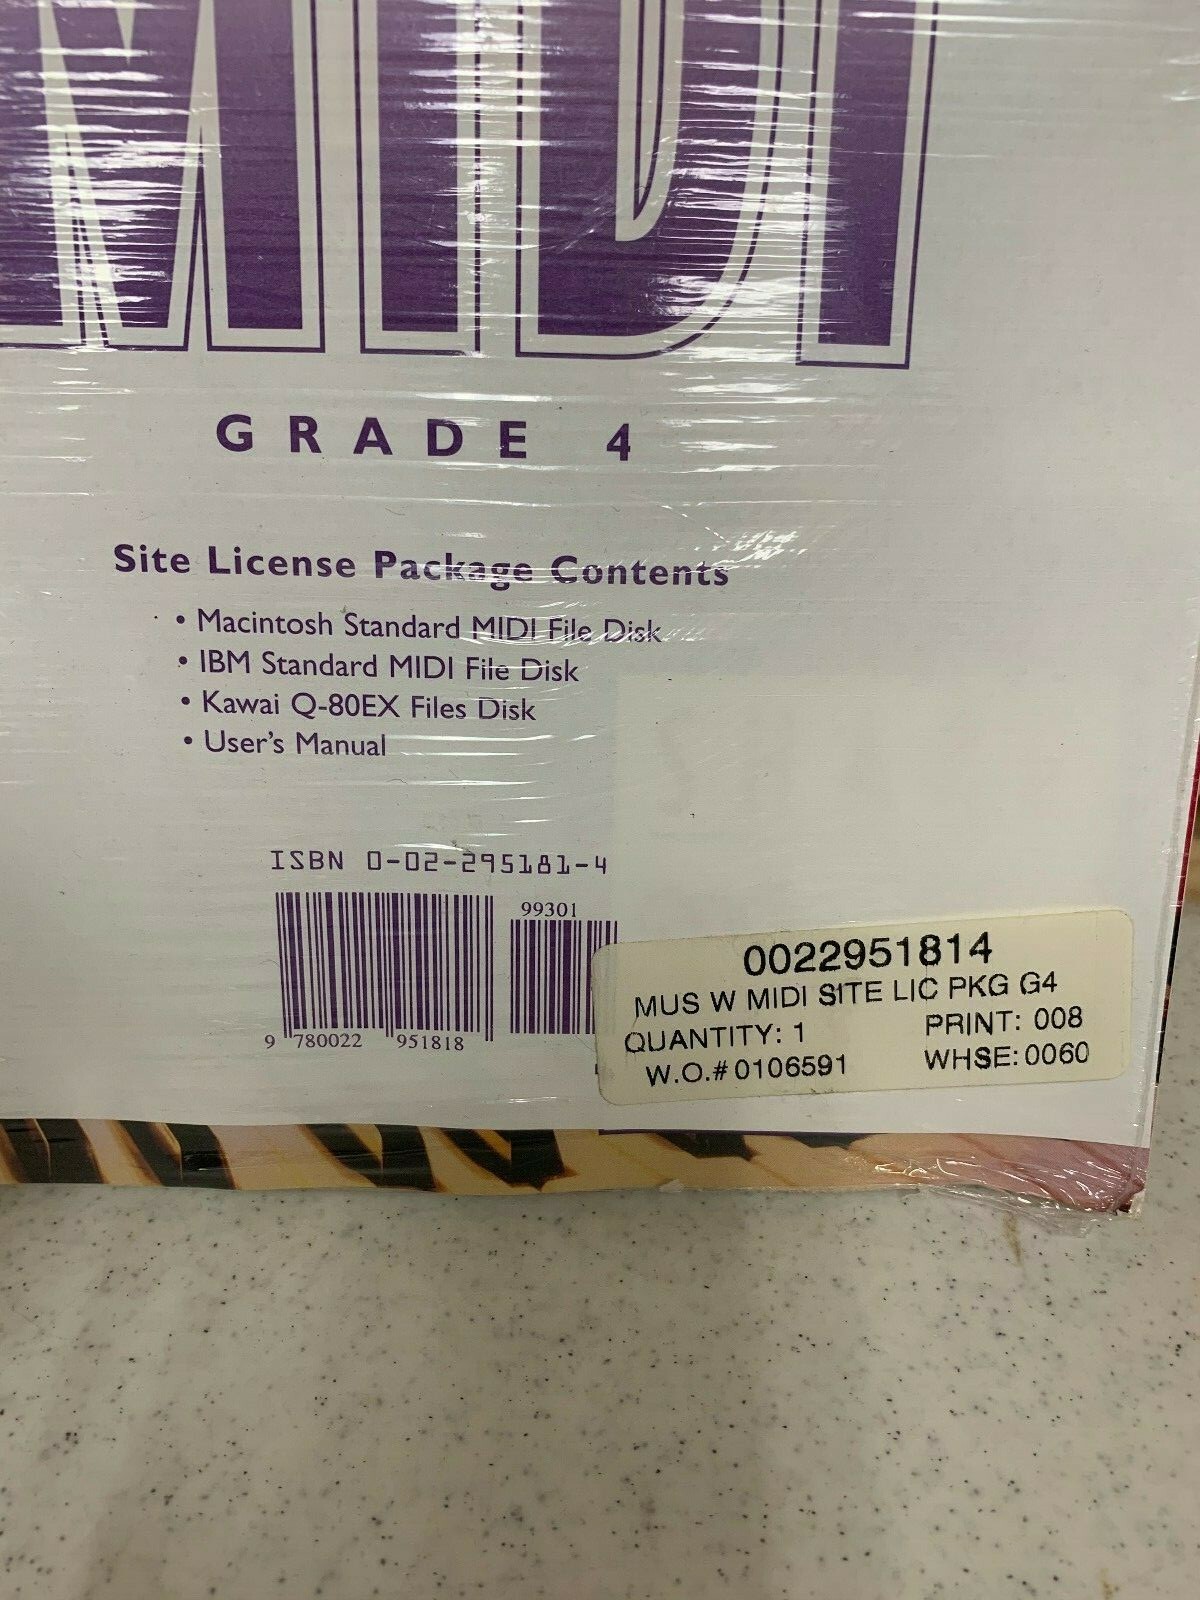 MIDI
GRADE 4
Site License Package Contents
• Macintosh Standard MIDI File Disk
• IBM Standard MIDI File Disk
• Kawai Q-80EX Files Disk
• User's Manual
ISBN 0-02-295181-4
99301
9 780022 951818
0022951814
MUS W MIDI SITE LIC PKG G4
QUANTITY: 1 PRINT: 008
W.O.# 0106591 WHSE: 0060